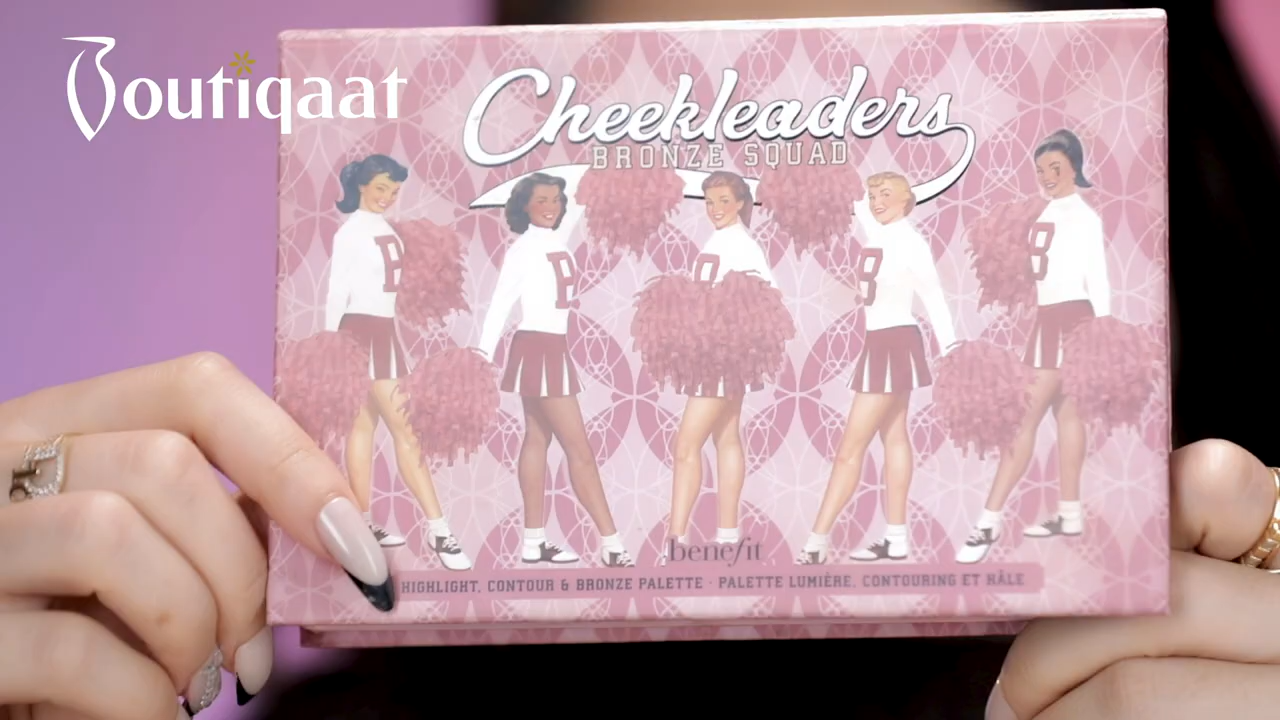 Boutiqaat
Cheekleaders
BRONZE SQUAD
B B B B
benefit
HIGHLIGHT, CONTOUR & BRONZE PALETTE · PALETTE LUMIÈRE, CONTOURING ET HÂLE